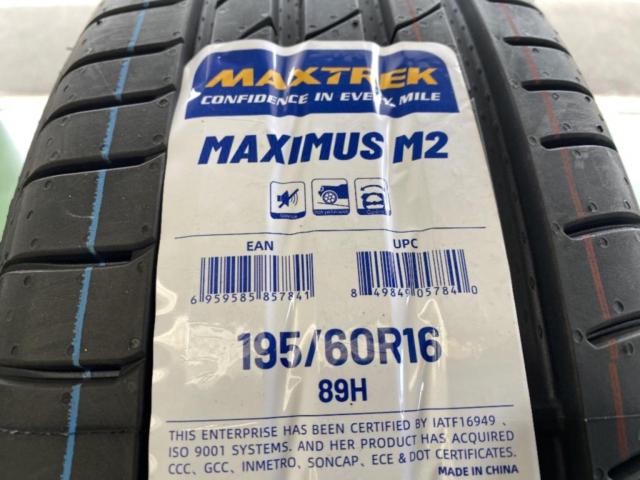 MAXTREK
CONFIDENCE IN EVERY MILE
MAXIMUS M2
EAN
UPC
6 959585 857841
8 49849 05784 0
195/60R16
89H
THIS ENTERPRISE HAS BEEN CERTIFIED BY IATF16949 、
ISO 9001 SYSTEMS. AND HER PRODUCT HAS ACQUIRED
CCC, GCC, INMETRO, SONCAP, ECE & DOT CERTIFICATES.
MADE IN CHINA